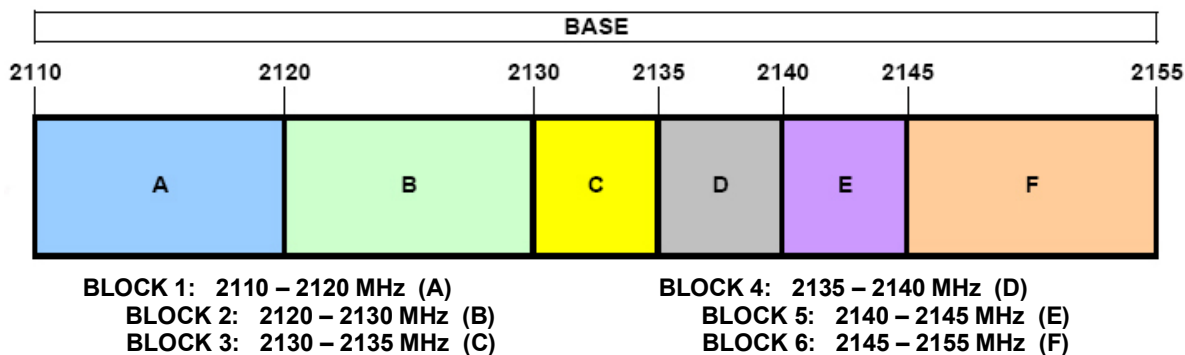 BASE
2110 2120 2130 2135 2140 2145 2155
A B C D E F
BLOCK 1: 2110 – 2120 MHz (A)
BLOCK 2: 2120 – 2130 MHz (B)
BLOCK 3: 2130 – 2135 MHz (C)
BLOCK 4: 2135 – 2140 MHz (D)
BLOCK 5: 2140 – 2145 MHz (E)
BLOCK 6: 2145 – 2155 MHz (F)